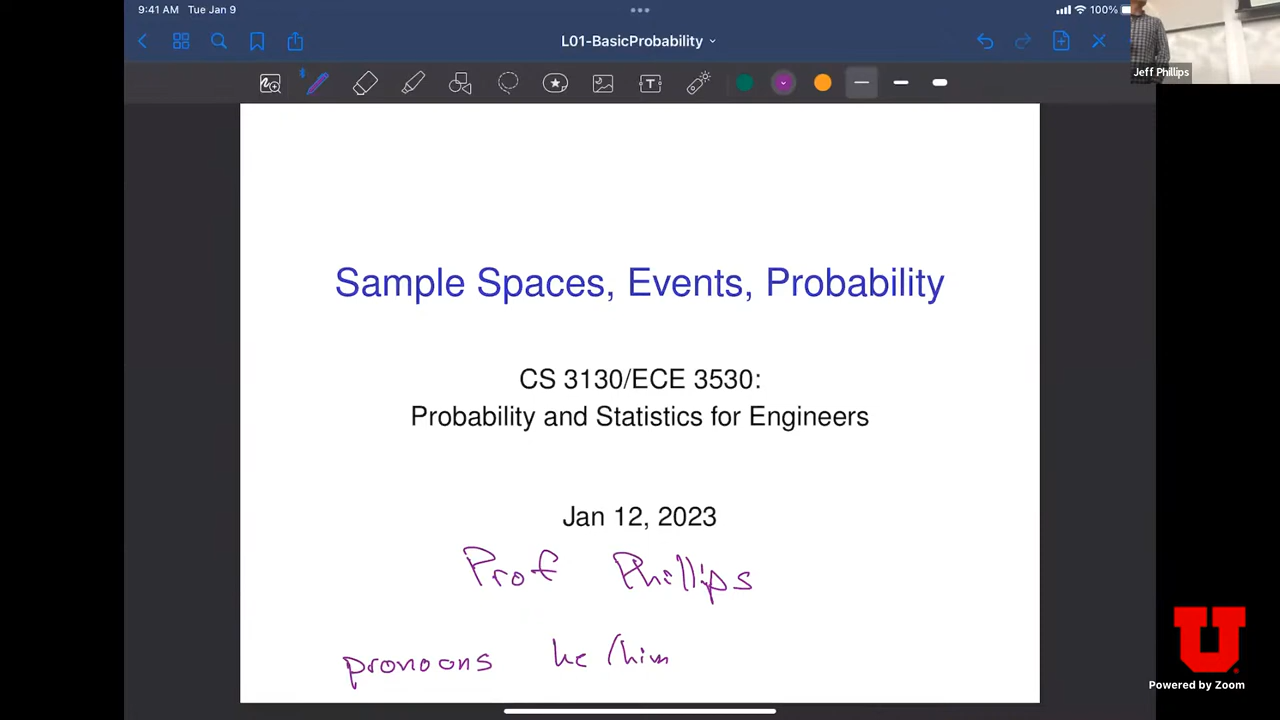 9:41 AM Tue Jan 9
100%
L01-BasicProbability
Jeff Phillips
T
Sample Spaces, Events, Probability
CS 3130/ECE 3530:
Probability and Statistics for Engineers
Jan 12, 2023
Prof Phillips
pronouns he/him
U
Powered by Zoom